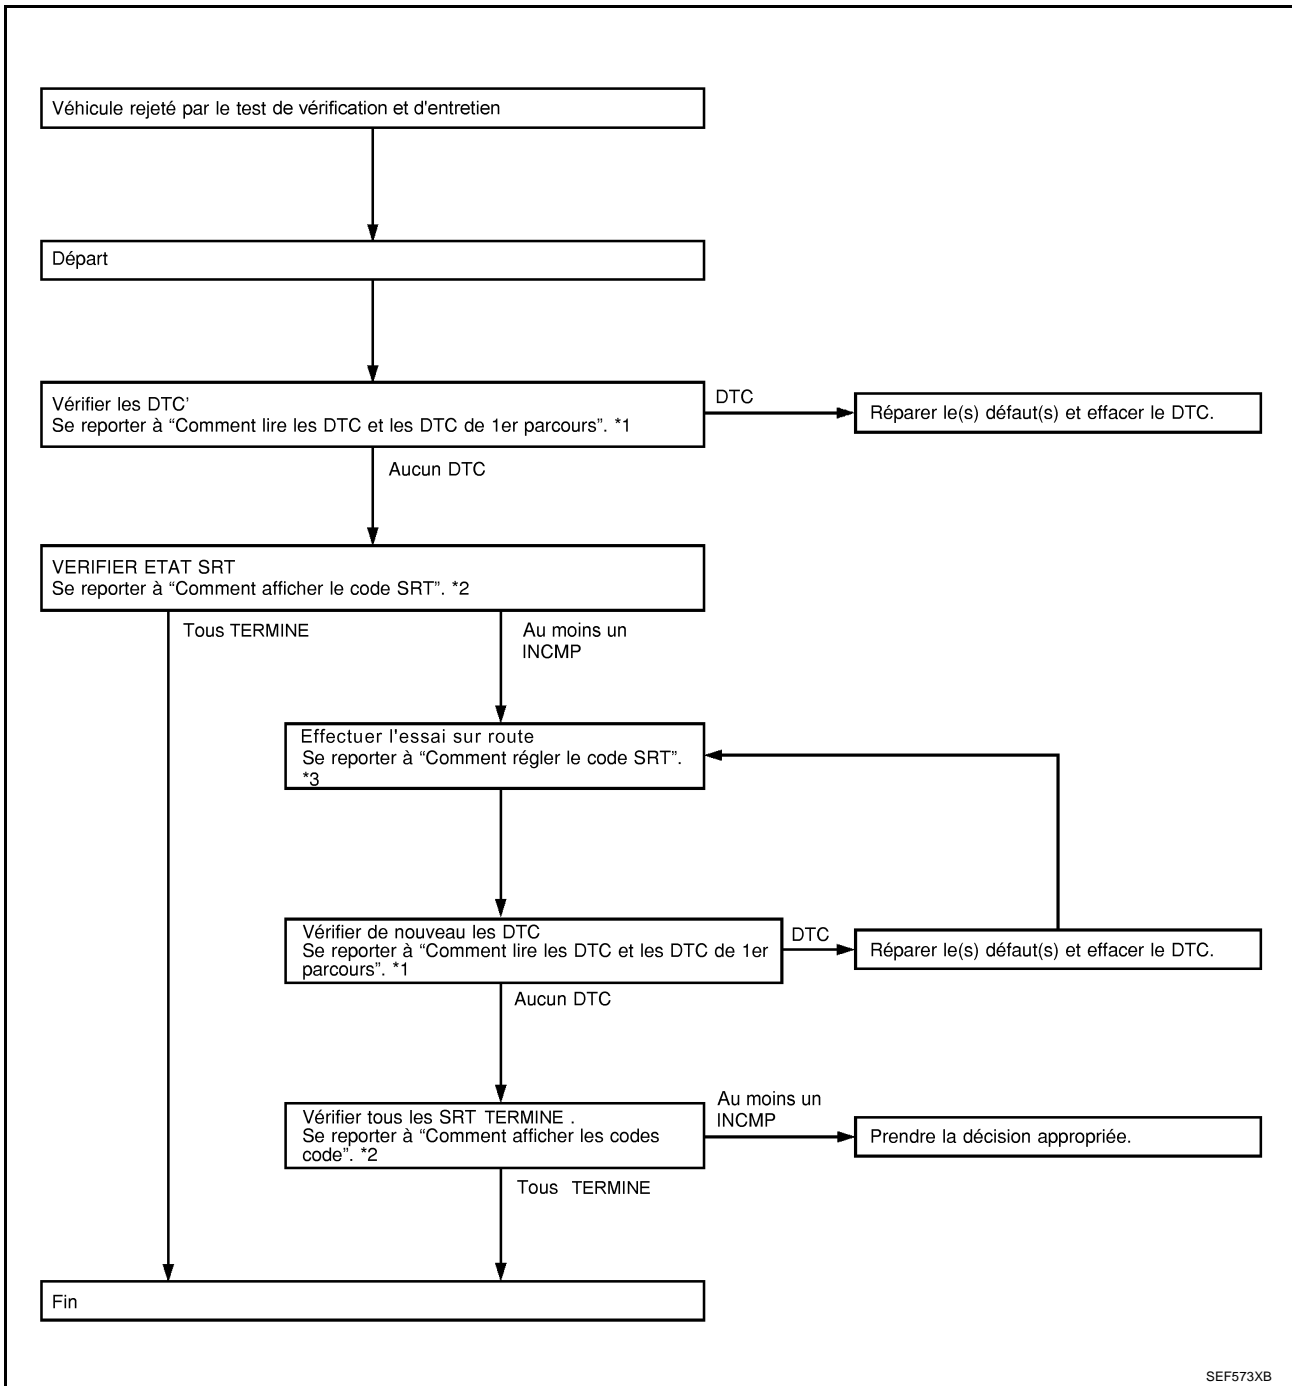 Véhicule rejeté par le test de vérification et d'entretien
Départ
Vérifier les DTC'
Se reporter à “Comment lire les DTC et les DTC de 1er parcours”. *1
DTC
Réparer le(s) défaut(s) et effacer le DTC.
Aucun DTC
VERIFIER ETAT SRT
Se reporter à “Comment afficher le code SRT”. *2
Tous TERMINE
Au moins un
INCMP
Effectuer l'essai sur route
Se reporter à “Comment régler le code SRT”.
*3
Vérifier de nouveau les DTC
Se reporter à “Comment lire les DTC et les DTC de 1er
parcours”. *1
DTC
Réparer le(s) défaut(s) et effacer le DTC.
Aucun DTC
Vérifier tous les SRT TERMINE .
Se reporter à “Comment afficher les codes
code”. *2
Au moins un
INCMP
Prendre la décision appropriée.
Tous TERMINE
Fin
SEF573XB